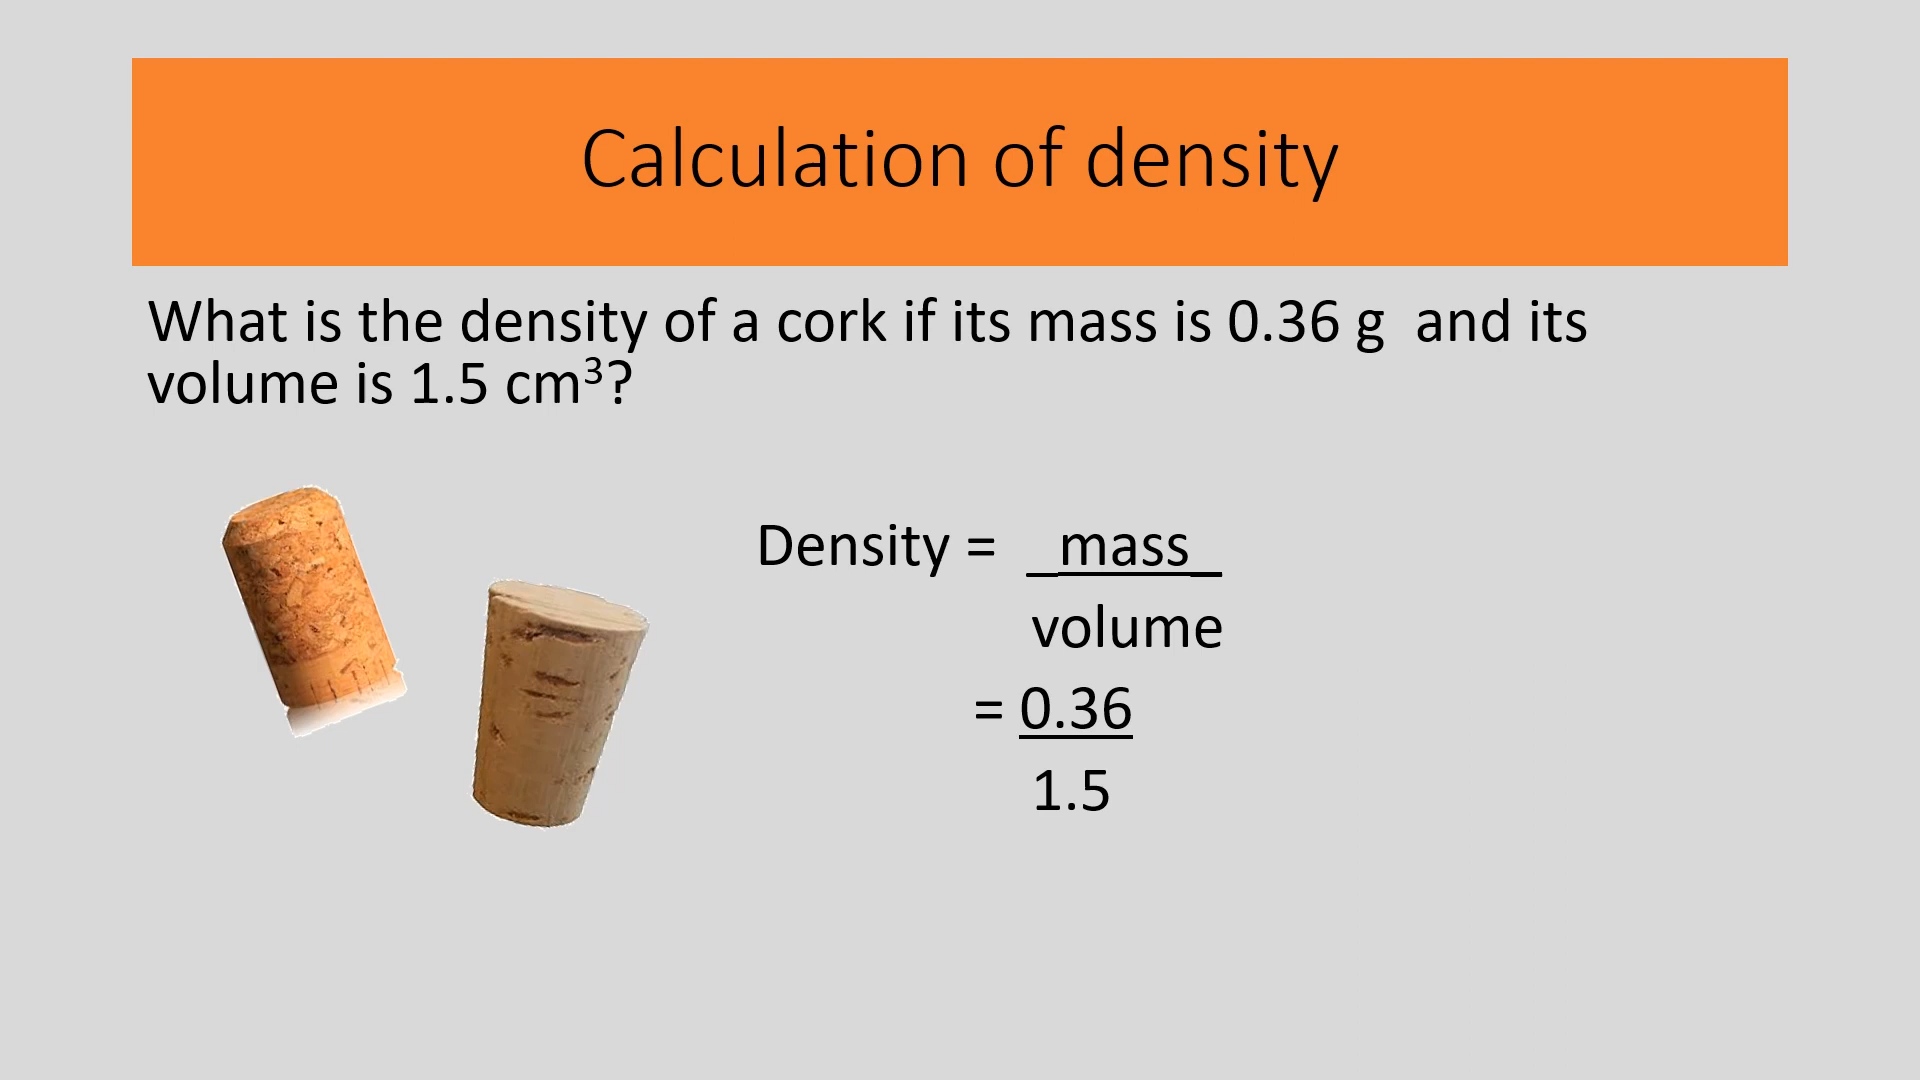 Calculation of density
What is the density of a cork if its mass is 0.36 g  and its
volume is 1.5 cm³?
Density =  _mass_
volume
= 0.36
1.5